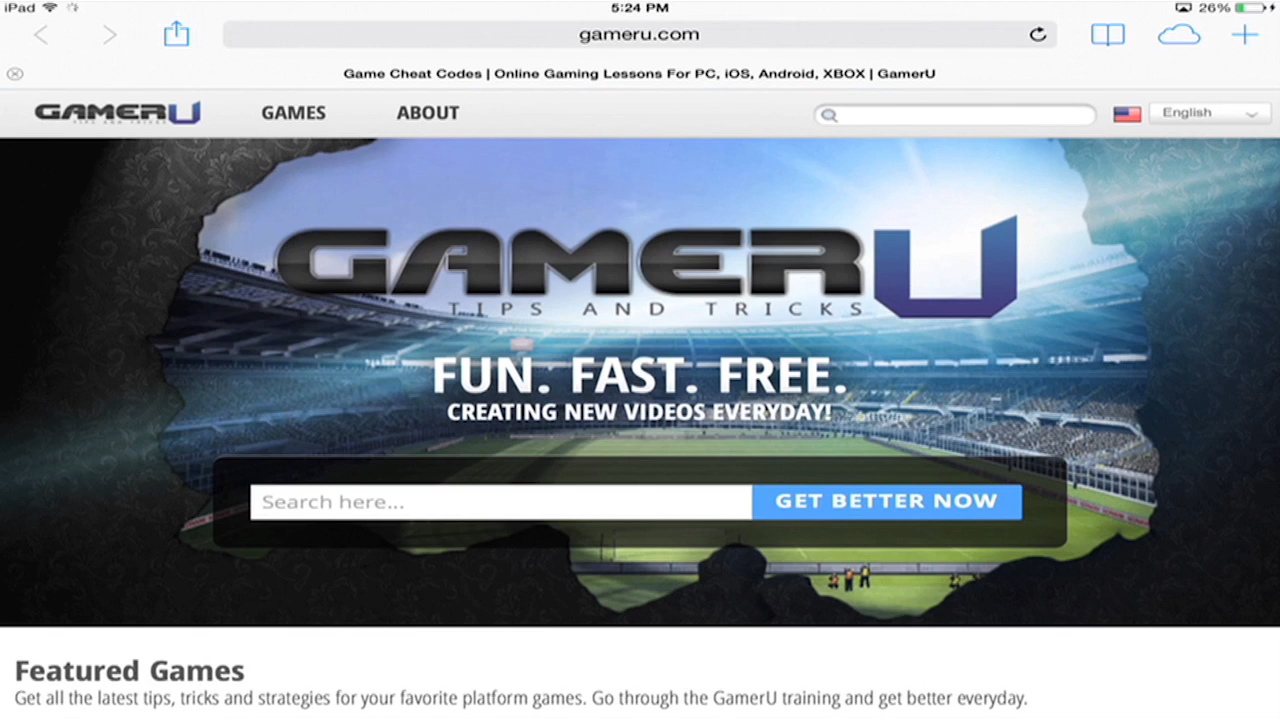 iPad 5:24 PM 26%
gameru.com
Game Cheat Codes | Online Gaming Lessons For PC, iOS, Android, XBOX | GamerU
GAMERU GAMES ABOUT English
TIPS AND TRICKS
GAMERU
TIPS AND TRICKS
FUN. FAST. FREE.
CREATING NEW VIDEOS EVERYDAY!
Search here... GET BETTER NOW
Featured Games
Get all the latest tips, tricks and strategies for your favorite platform games. Go through the GamerU training and get better everyday.